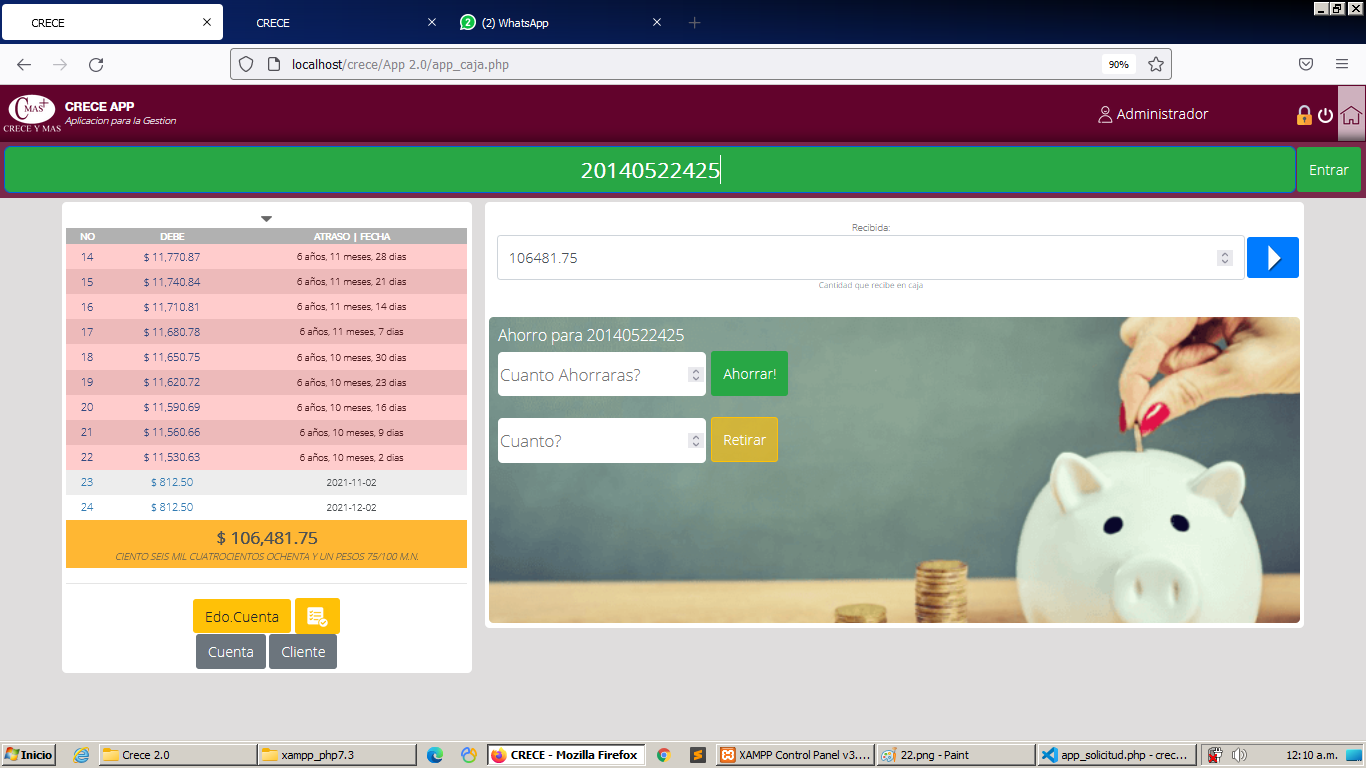 CRECE
CRECE
2 (2) WhatsApp
localhost/crece/App 2.0/app_caja.php
90%
CMAS+
CRECE Y MAS
CRECE APP
Aplicacion para la Gestion
Administrador
20140522425
Entrar
NO DEBE ATRASO | FECHA
14 $ 11,770.87 6 años, 11 meses, 28 dias
15 $ 11,740.84 6 años, 11 meses, 21 dias
16 $ 11,710.81 6 años, 11 meses, 14 dias
17 $ 11,680.78 6 años, 11 meses, 7 dias
18 $ 11,650.75 6 años, 10 meses, 30 dias
19 $ 11,620.72 6 años, 10 meses, 23 dias
20 $ 11,590.69 6 años, 10 meses, 16 dias
21 $ 11,560.66 6 años, 10 meses, 9 dias
22 $ 11,530.63 6 años, 10 meses, 2 dias
23 $ 812.50 2021-11-02
24 $ 812.50 2021-12-02
$ 106,481.75
CIENTO SEIS MIL CUATROCIENTOS OCHENTA Y UN PESOS 75/100 M.N.
Edo.Cuenta
Cuenta Cliente
Recibida:
106481.75
Cantidad que recibe en caja
Ahorro para 20140522425
Cuanto Ahorraras? Ahorrar!
Cuanto? Retirar
Inicio Crece 2.0 xampp_php7.3 CRECE - Mozilla Firefox XAMPP Control Panel v3.... 22.png - Paint app_solicitud.php - crec... 12:10 a.m.